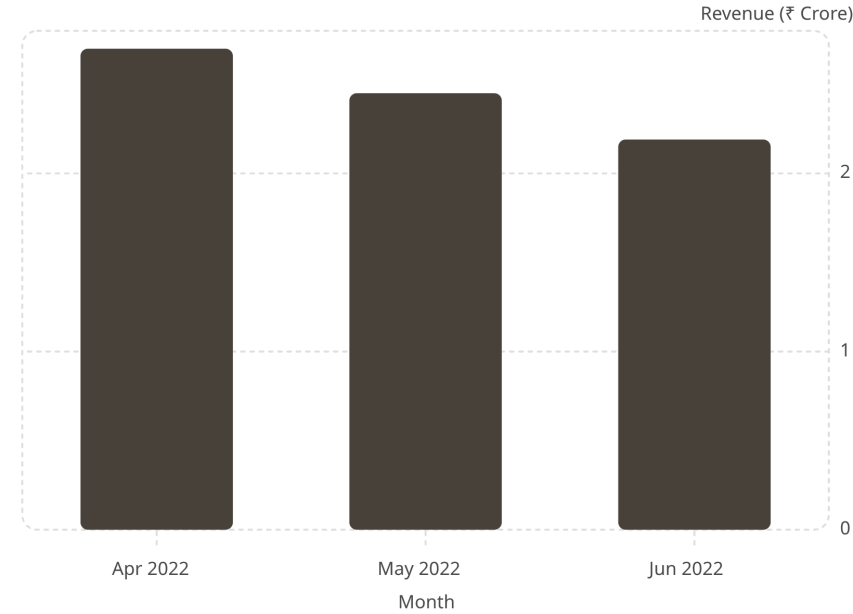 Revenue (₹ Crore)
2
1
0
Apr 2022 May 2022 Jun 2022
Month